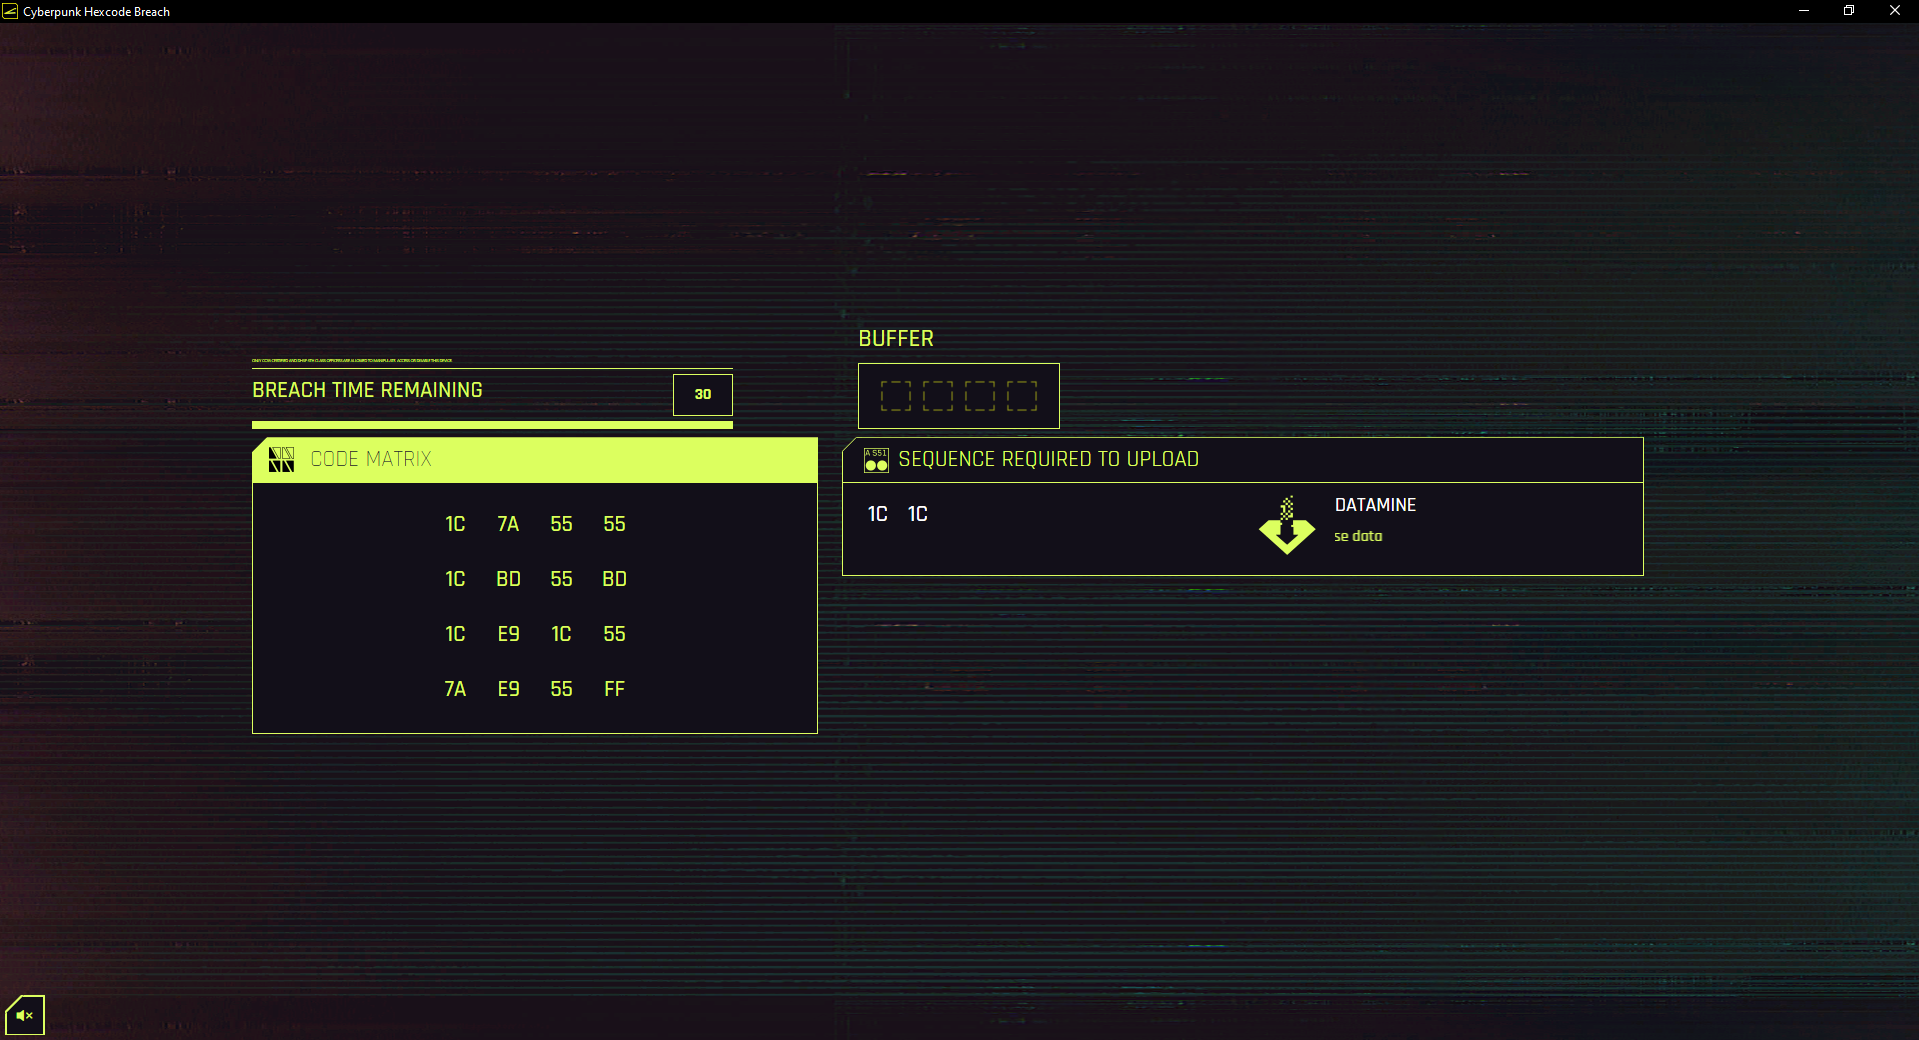 Cyberpunk Hexcode Breach
BUFFER
BREACH TIME REMAINING
30
CODE MATRIX
1C 7A 55 55
1C BD 55 BD
1C E9 1C 55
7A E9 55 FF
A 551
SEQUENCE REQUIRED TO UPLOAD
1C 1C
DATAMINE
se data